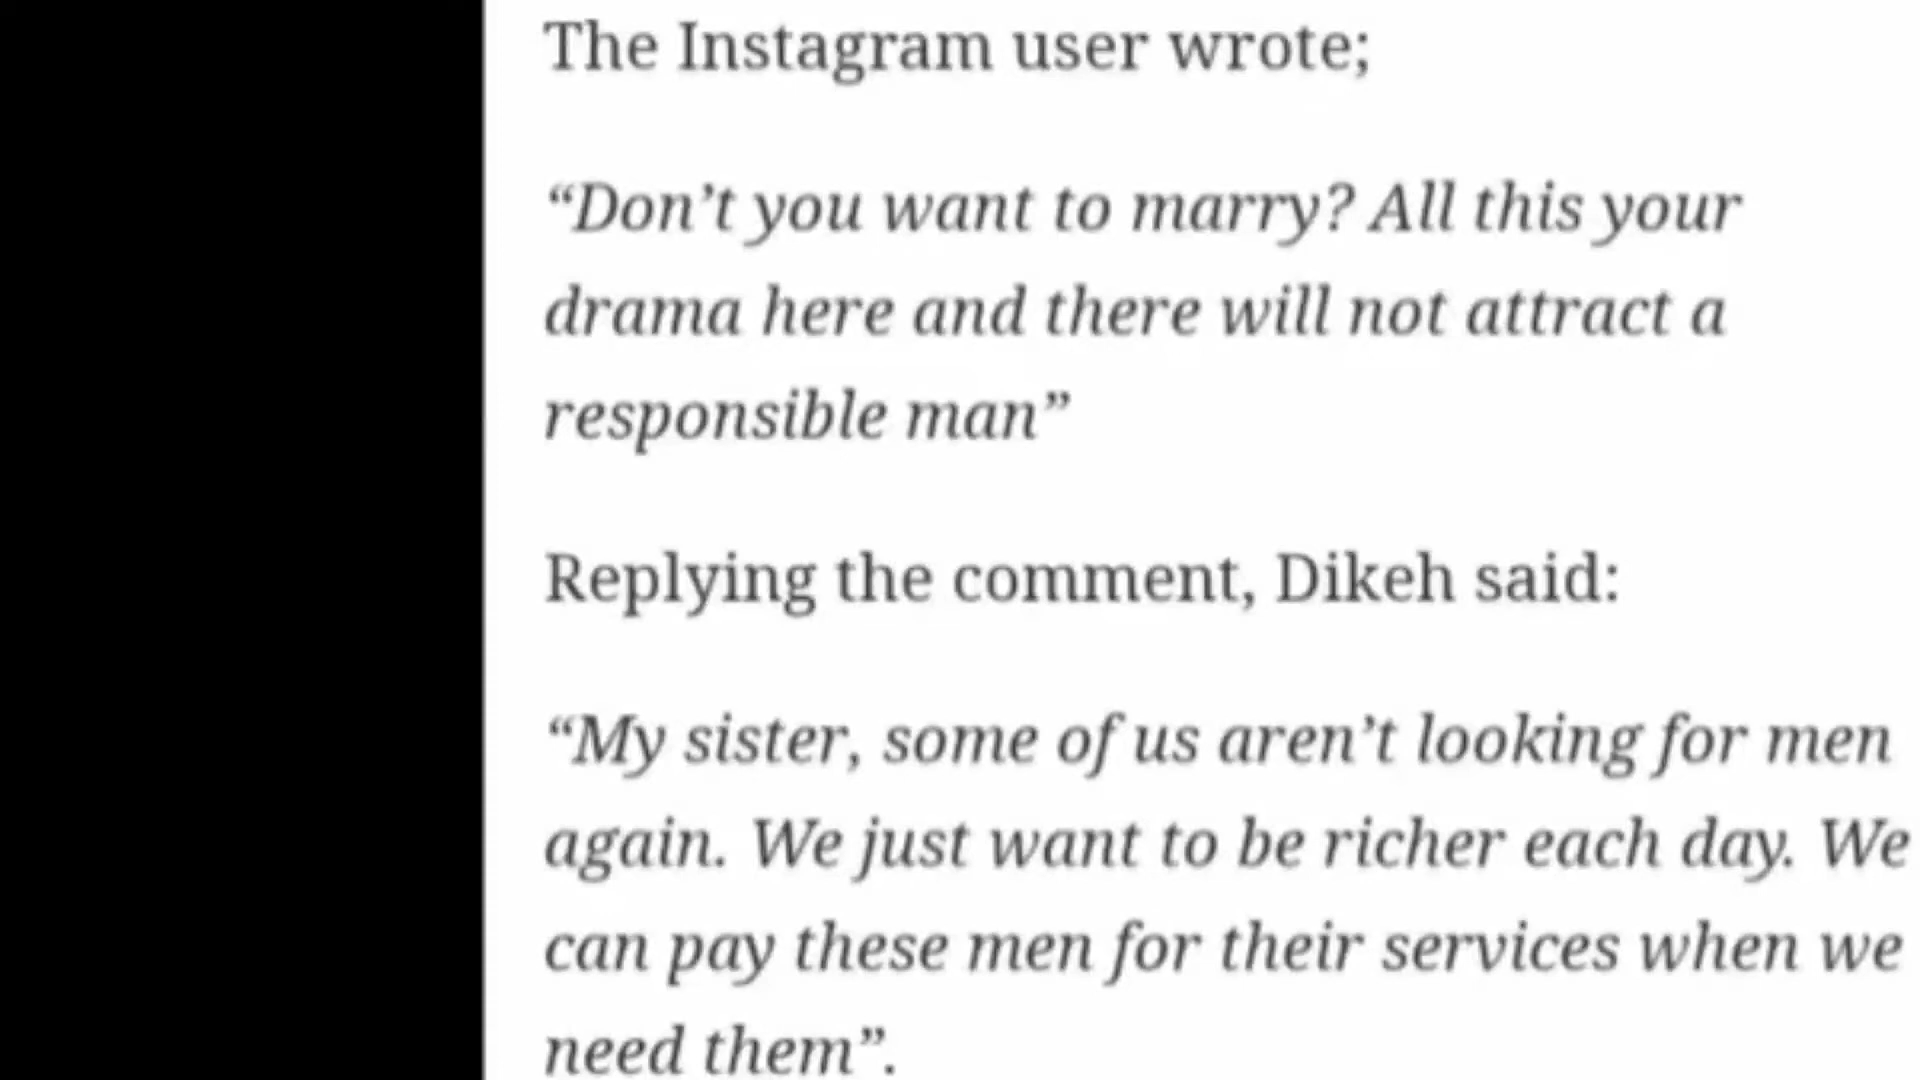 The Instagram user wrote;
“Don’t you want to marry? All this your
drama here and there will not attract a
responsible man”
Replying the comment, Dikeh said:
“My sister, some of us aren’t looking for men
again. We just want to be richer each day. We
can pay these men for their services when we
need them”.